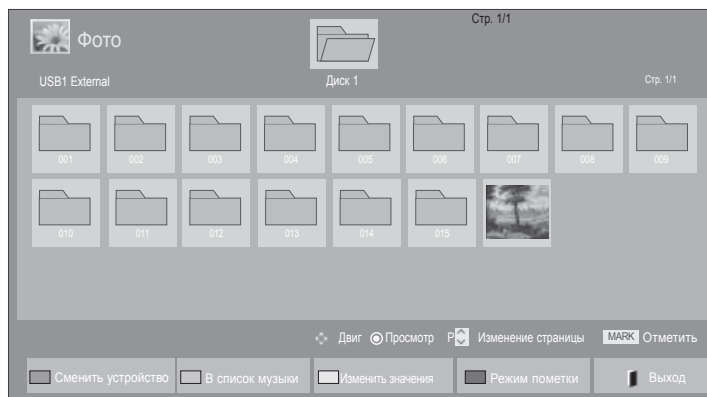 Стр. 1/1
Фото
USB1 External
Диск 1
Стр. 1/1
001 002 003 004 005 006 007 008 009
010 011 012 013 014 015
Двиг Просмотр P Изменение страницы MARK Отметить
Сменить устройство В список музыки Изменить значения Режим пометки Выход